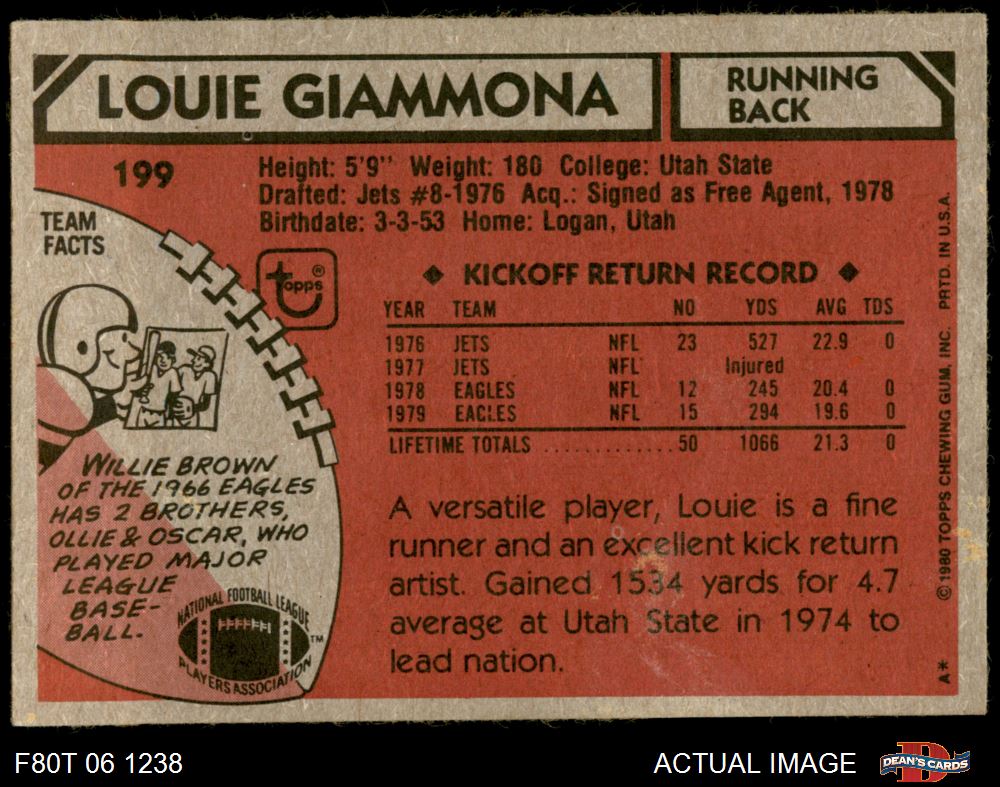 LOUIE GIAMMONA
RUNNING
BACK
199
Height: 5'9" Weight: 180 College: Utah State
Drafted: Jets #8-1976 Acq.: Signed as Free Agent, 1978
Birthdate: 3-3-53 Home: Logan, Utah
TEAM
FACTS
Topps ®
◆ KICKOFF RETURN RECORD ◆
YEAR TEAM NO YDS AVG TDS
1976 JETS NFL 23 527 22.9 0
1977 JETS NFL Injured
1978 EAGLES NFL 12 245 20.4 0
1979 EAGLES NFL 15 294 19.6 0
LIFETIME TOTALS ............ 50 1066 21.3 0
WILLIE BROWN
OF THE 1966 EAGLES
HAS 2 BROTHERS,
OLLIE & OSCAR, WHO
PLAYED MAJOR
LEAGUE
BASE-
BALL.
NATIONAL FOOTBALL LEAGUE
PLAYERS ASSOCIATION
TM
A versatile player, Louie is a fine
runner and an excellent kick return
artist. Gained 1534 yards for 4.7
average at Utah State in 1974 to
lead nation.
A* © 1980 TOPPS CHEWING GUM, INC. PRTD. IN U.S.A.
F80T 06 1238
ACTUAL IMAGE
D
DEAN'S CARDS